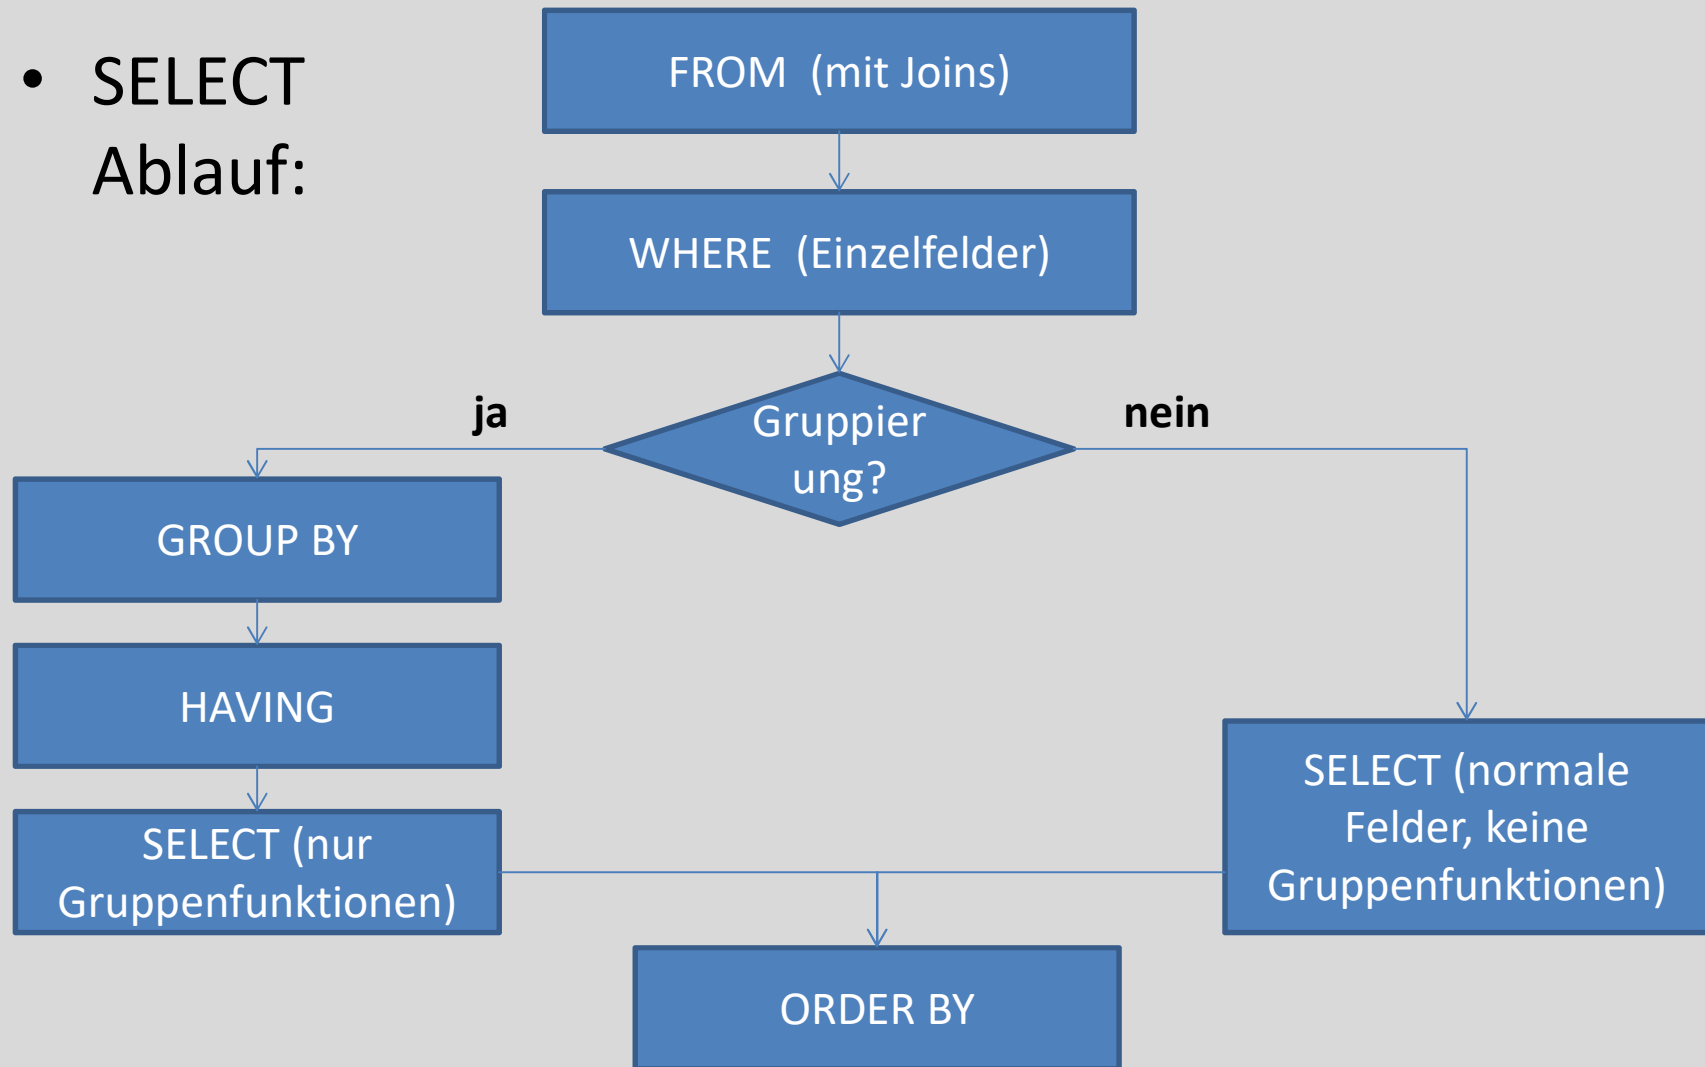 • SELECT
Ablauf:
FROM (mit Joins)
WHERE (Einzelfelder)
ja
Gruppier
ung?
nein
GROUP BY
HAVING
SELECT (nur
Gruppenfunktionen)
SELECT (normale
Felder, keine
Gruppenfunktionen)
ORDER BY